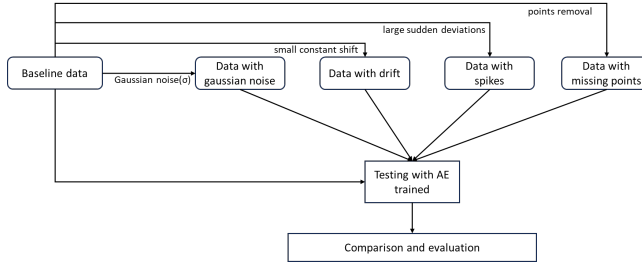 points removal
large sudden deviations
small constant shift
Baseline data
Gaussian noise(σ)
Data with
gaussian noise
Data with drift
Data with
spikes
Data with
missing points
Testing with AE
trained
Comparison and evaluation